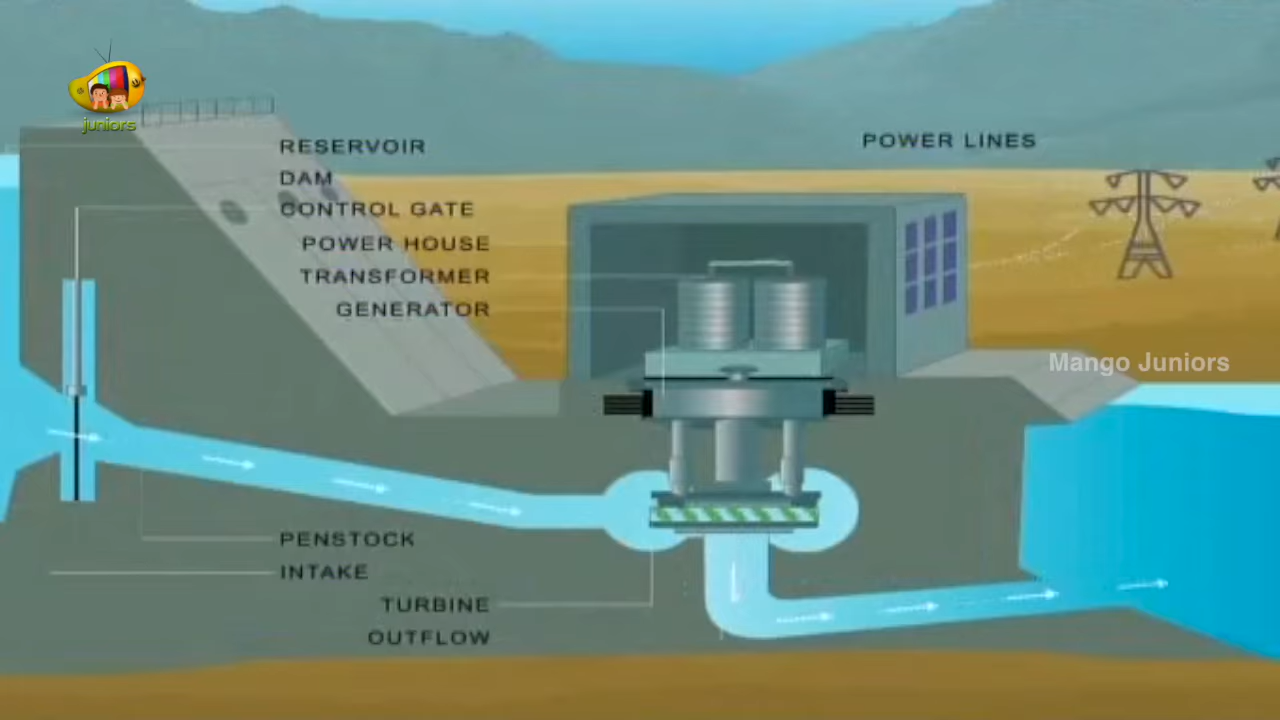 juniors
RESERVOIR
DAM
CONTROL GATE
POWER HOUSE
TRANSFORMER
GENERATOR
POWER LINES
Mango Juniors
PENSTOCK
INTAKE
TURBINE
OUTFLOW